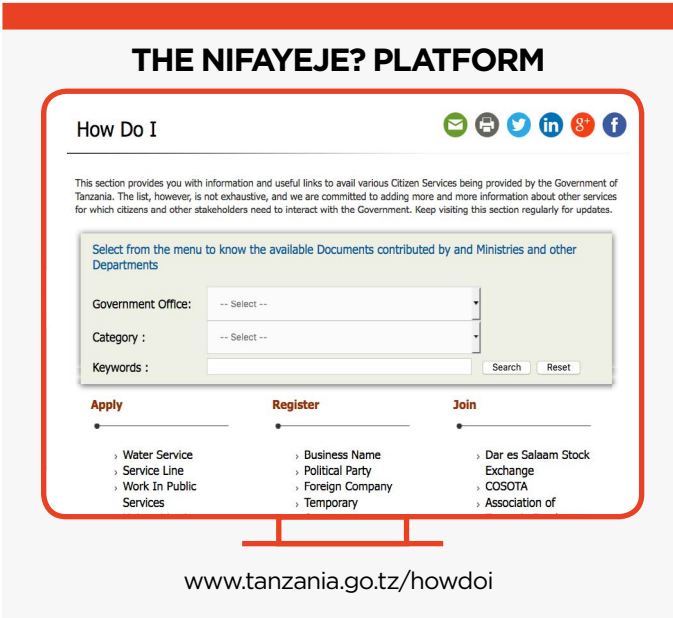 THE NIFAYEJE? PLATFORM
How Do I
This section provides you with information and useful links to avail various Citizen Services being provided by the Government of
Tanzania. The list, however, is not exhaustive, and we are committed to adding more and more information about other services
for which citizens and other stakeholders need to interact with the Government. Keep visiting this section regularly for updates.
Select from the menu to know the available Documents contributed by and Ministries and other
Departments
Government Office: -- Select --
Category : -- Select --
Keywords : Search Reset
Apply
› Water Service
› Service Line
› Work In Public
Services
Register
› Business Name
› Political Party
› Foreign Company
› Temporary
Join
› Dar es Salaam Stock
Exchange
› COSOTA
› Association of
www.tanzania.go.tz/howdoi